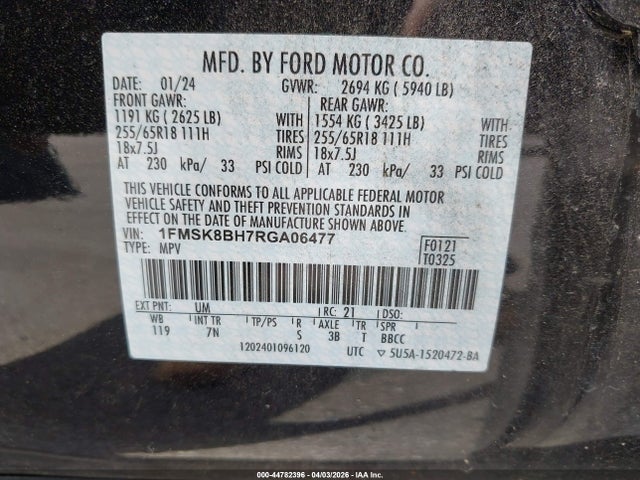 MFD. BY FORD MOTOR CO.
DATE: 01/24 GVWR: 2694 KG ( 5940 LB)
FRONT GAWR: REAR GAWR:
1191 KG ( 2625 LB) WITH 1554 KG ( 3425 LB) WITH
255/65R18 111H TIRES 255/65R18 111H TIRES
18x7.5J RIMS 18x7.5J RIMS
AT 230 kPa/ 33 PSI COLD AT 230 kPa/ 33 PSI COLD
THIS VEHICLE CONFORMS TO ALL APPLICABLE FEDERAL MOTOR
VEHICLE SAFETY AND THEFT PREVENTION STANDARDS IN
EFFECT ON THE DATE OF MANUFACTURE SHOWN ABOVE.
VIN: 1FMSK8BH7RGA06477 F0121
TYPE: MPV T0325
EXT PNT: UM RC: 21 DSO:
WB INT TR TP/PS R AXLE TR SPR
119 7N S 3B T BBCC
1202401096120 UTC ▽ 5U5A-1520472-BA
000-44782396 - 04/03/2026 - IAA Inc.